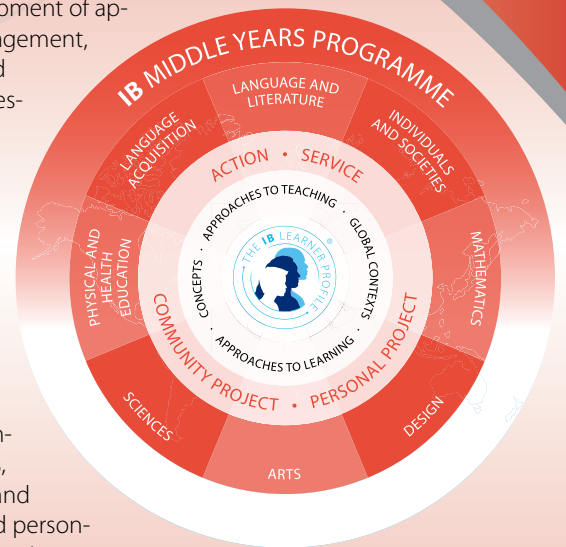 opment of ap-
agement,
d
es-
IB MIDDLE YEARS PROGRAMME
LANGUAGE AND
LITERATURE
LANGUAGE
ACQUISITION
INDIVIDUALS
AND SOCIETIES
PHYSICAL AND
HEALTH
EDUCATION
MATHEMATICS
SCIENCES
DESIGN
ARTS
ACTION • SERVICE
COMMUNITY PROJECT • PERSONAL PROJECT
APPROACHES TO TEACHING · GLOBAL CONTEXTS · APPROACHES TO LEARNING · CONCEPTS ·
THE IB LEARNER PROFILE ®
n-
,
and
d person-